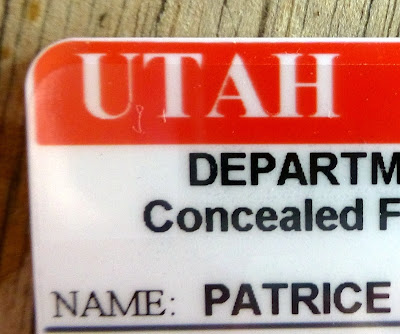 UTAH
DEPARTM
Concealed F
NAME: PATRICE